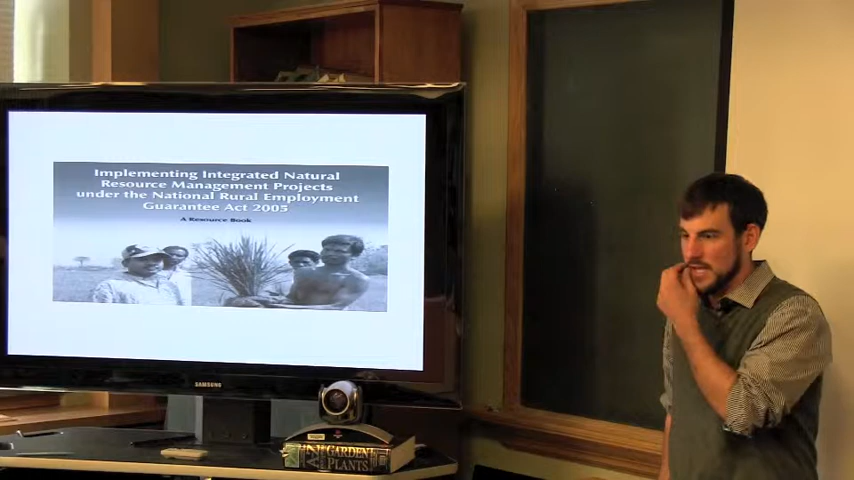 Implementing Integrated Natural
Resource Management Projects
under the National Rural Employment
Guarantee Act 2005
A Resource Book
SAMSUNG
A-Z
GARDEN
PLANTS